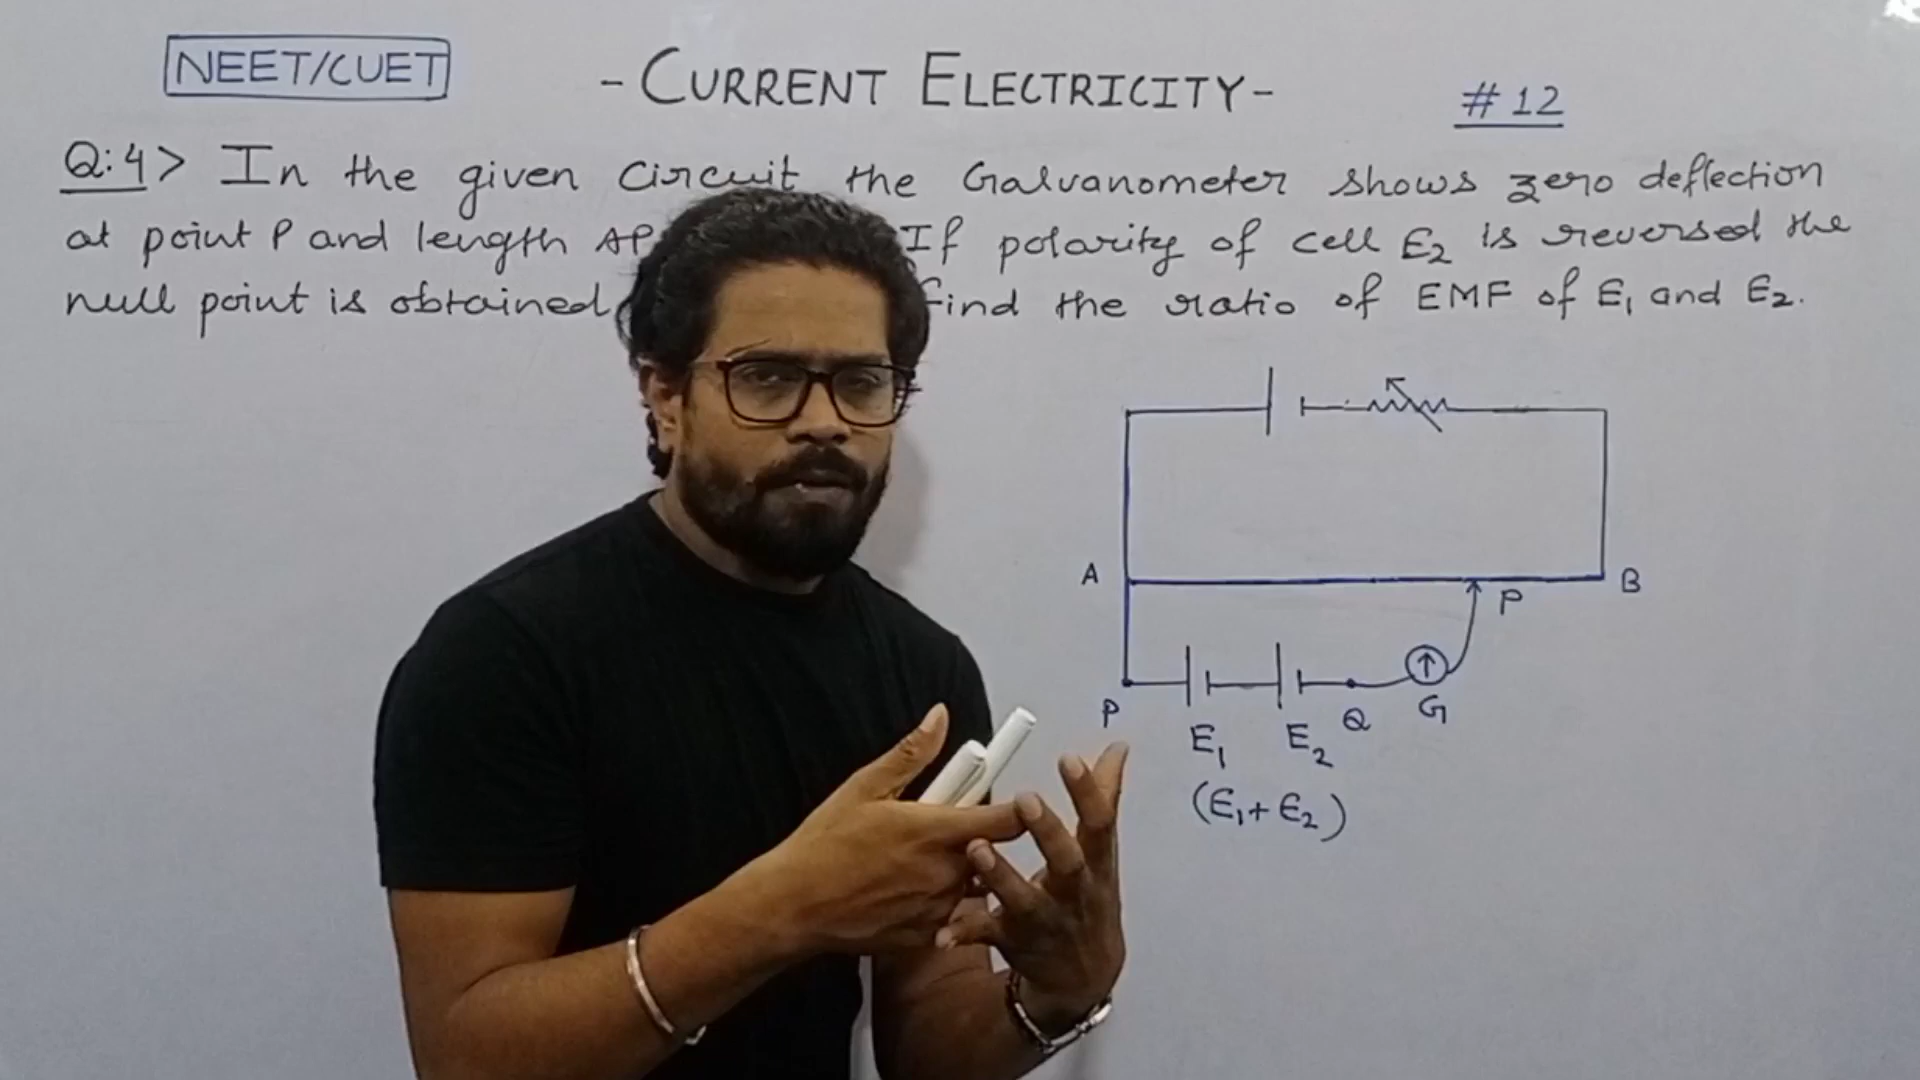 NEET/CUET
- CURRENT ELECTRICITY -
# 12
Q:4> In the given circuit the Galvanometer shows zero deflection
at point P and length AP If polarity of cell E₂ is reversed the
null point is obtained find the ratio of EMF of E₁ and E₂.
A
B
P
P
E₁
E₂
Q
G
(E₁ + E₂)